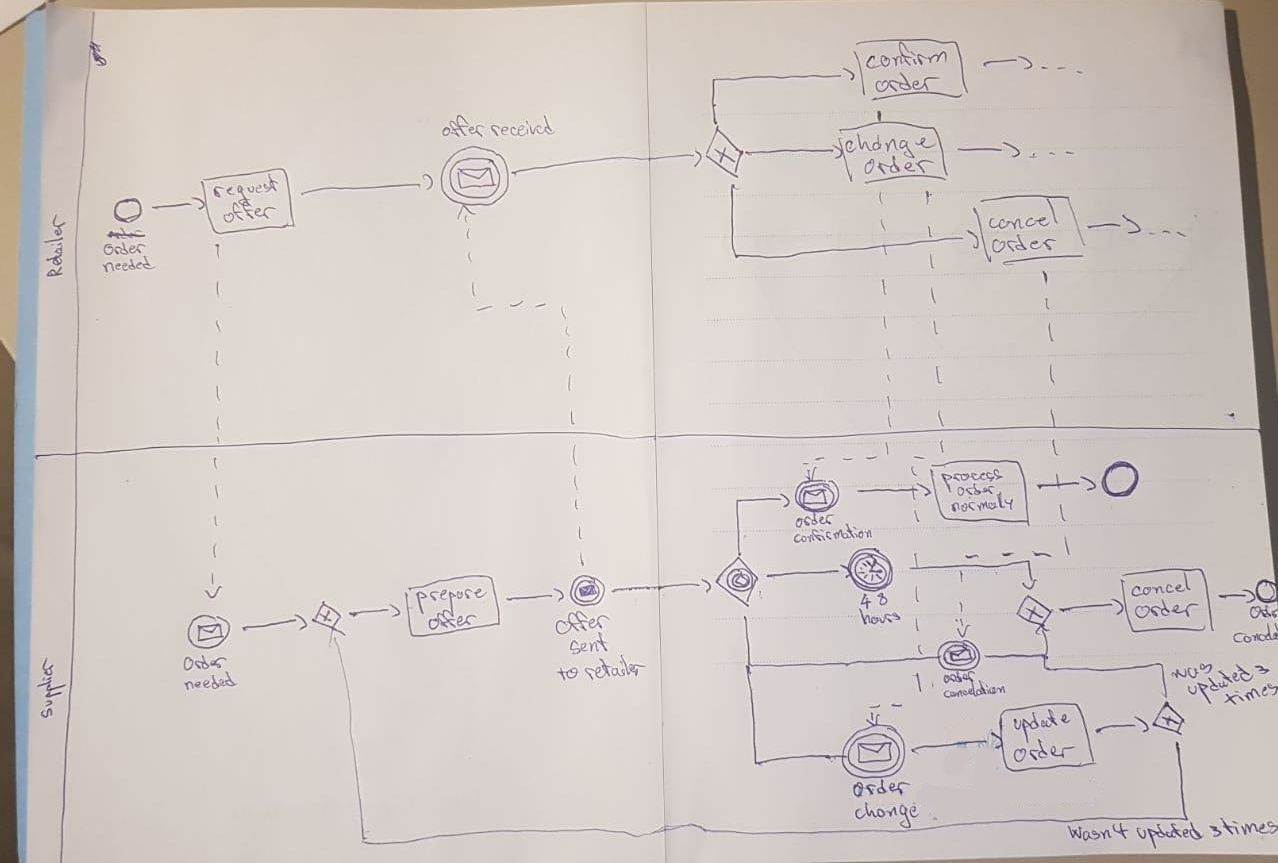 Retailer
Order
needed
request
offer
offer received
confirm
order
change
order
cancel
order
Supplier
Order
needed
prepare
offer
offer
sent
to retailer
order
confirmation
process
order
normally
48
hours
order
cancelation
cancel
order
was
updated 3
times
Order
change
update
order
Wasn't updated 3 times